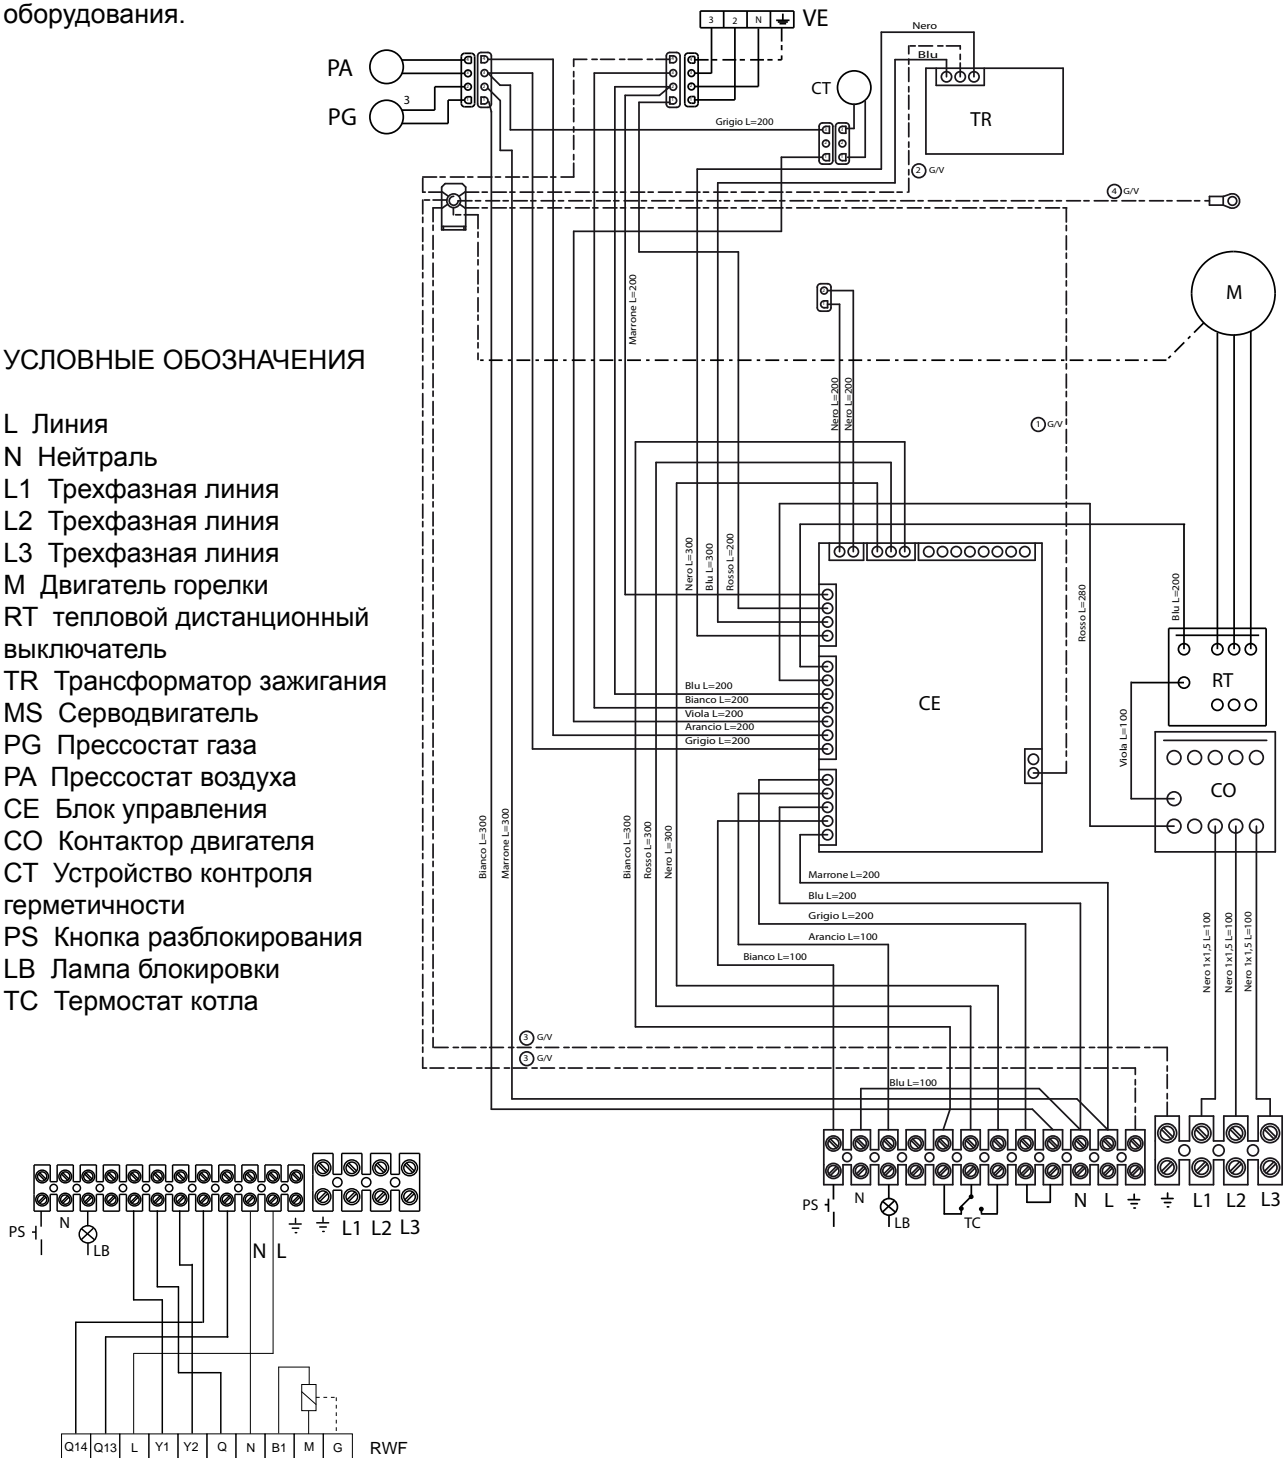 оборудования.
3
2
N
VE
Nero
Blu
PA
3
PG
CT
TR
Grigio L=200
2 G/V
4 G/V
M
Marrone L=200
УСЛОВНЫЕ ОБОЗНАЧЕНИЯ
L Линия
N Нейтраль
L1 Трехфазная линия
L2 Трехфазная линия
L3 Трехфазная линия
M Двигатель горелки
RT тепловой дистанционный
выключатель
TR Трансформатор зажигания
MS Серводвигатель
PG Прессостат газа
PA Прессостат воздуха
CE Блок управления
CO Контактор двигателя
CT Устройство контроля
герметичности
PS Кнопка разблокирования
LB Лампа блокировки
TC Термостат котла
Nero L=200
Nero L=200
1 G/V
Nero L=300
Blu L=300
Rosso L=200
Rosso L=280
Blu L=200
RT
CE
Blu L=200
Bianco L=200
Viola L=200
Arancio L=200
Grigio L=200
Viola L=100
CO
Bianco L=300
Marrone L=300
Bianco L=300
Rosso L=300
Nero L=300
Marrone L=200
Blu L=200
Grigio L=200
Arancio L=100
Bianco L=100
Nero 1x1,5 L=100
Nero 1x1,5 L=100
Nero 1x1,5 L=100
3 G/V
3 G/V
Blu L=100
PS
N
LB
TC
N
L
L1
L2
L3
PS
N
LB
N
L
L1
L2
L3
Q14
Q13
L
Y1
Y2
Q
N
B1
M
G
RWF